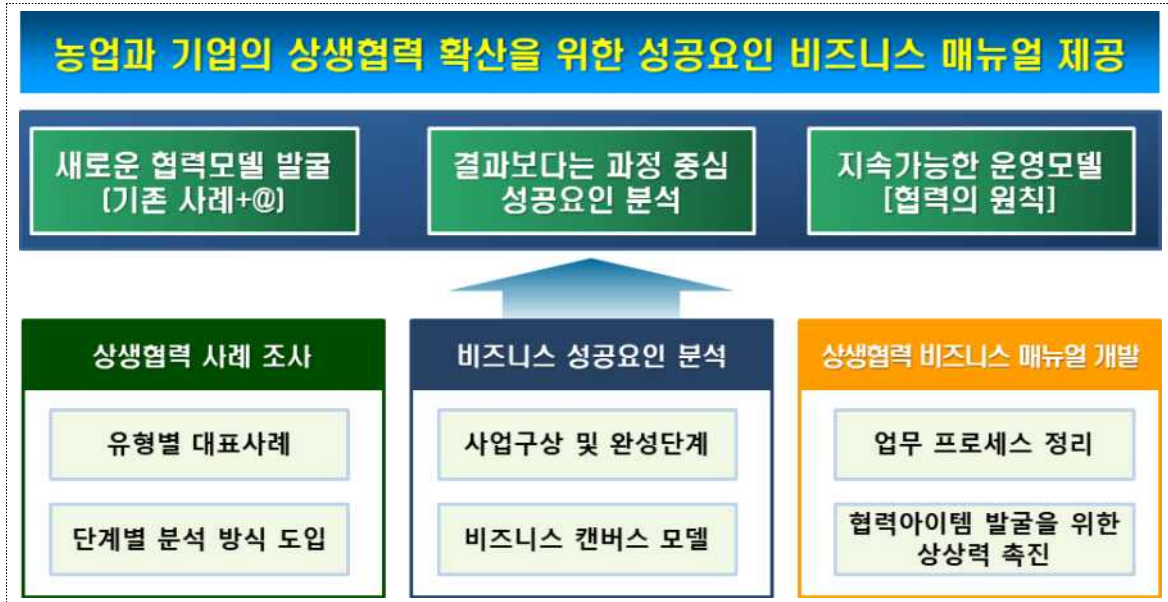 농업과 기업의 상생협력 확산을 위한 성공요인 비즈니스 매뉴얼 제공
새로운 협력모델 발굴
(기존 사례+@)
결과보다는 과정 중심
성공요인 분석
지속가능한 운영모델
[협력의 원칙]
상생협력 사례 조사
유형별 대표사례
단계별 분석 방식 도입
비즈니스 성공요인 분석
사업구상 및 완성단계
비즈니스 캔버스 모델
상생협력 비즈니스 매뉴얼 개발
업무 프로세스 정리
협력아이템 발굴을 위한
상상력 촉진